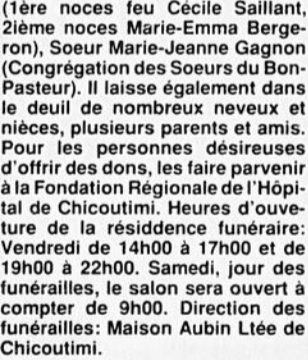 (1ère noces feu Cécile Saillant,
2ième noces Marie-Emma Berge-
ron), Soeur Marie-Jeanne Gagnon
(Congrégation des Soeurs du Bon-
Pasteur). Il laisse également dans
le deuil de nombreux neveux et
nièces, plusieurs parents et amis.
Pour les personnes désireuses
d'offrir des dons, les faire parvenir
à la Fondation Régionale de l'Hôpi-
tal de Chicoutimi. Heures d'ouve-
ture de la résiddence funéraire:
Vendredi de 14h00 à 17h00 et de
19h00 à 22h00. Samedi, jour des
funérailles, le salon sera ouvert à
compter de 9h00. Direction des
funérailles: Maison Aubin Ltée de
Chicoutimi.